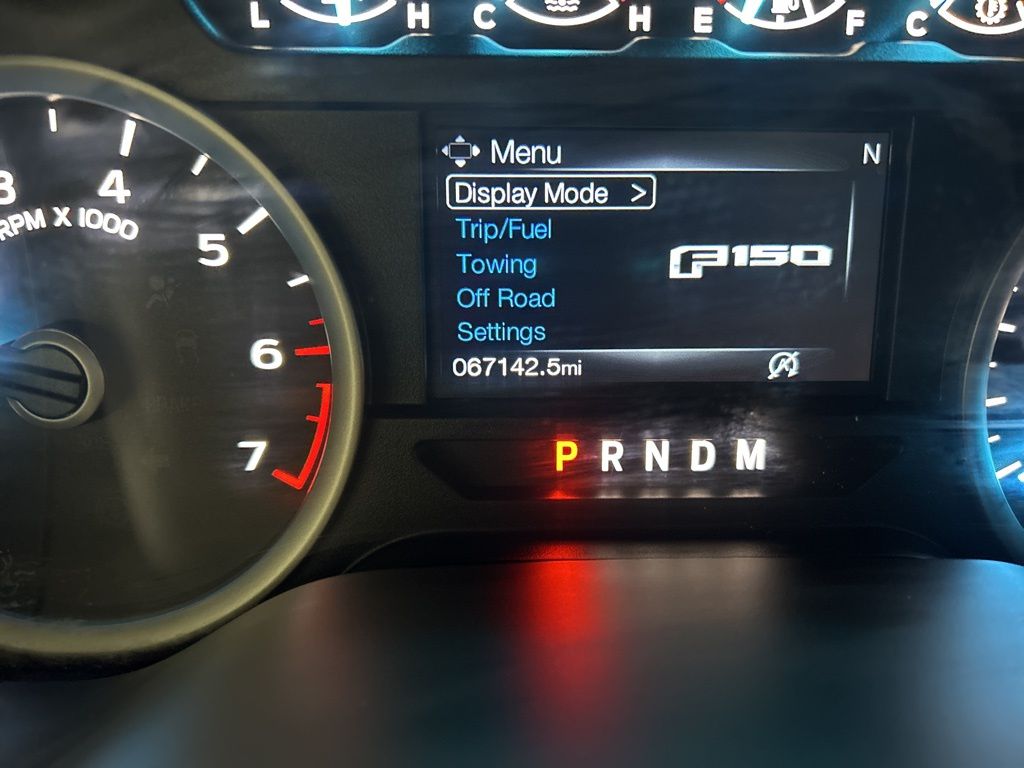 L H C H E F C
Menu N
Display Mode >
Trip/Fuel
Towing
F150
Off Road
Settings
067142.5mi
P R N D M
3 4 5 6 7
RPM X 1000